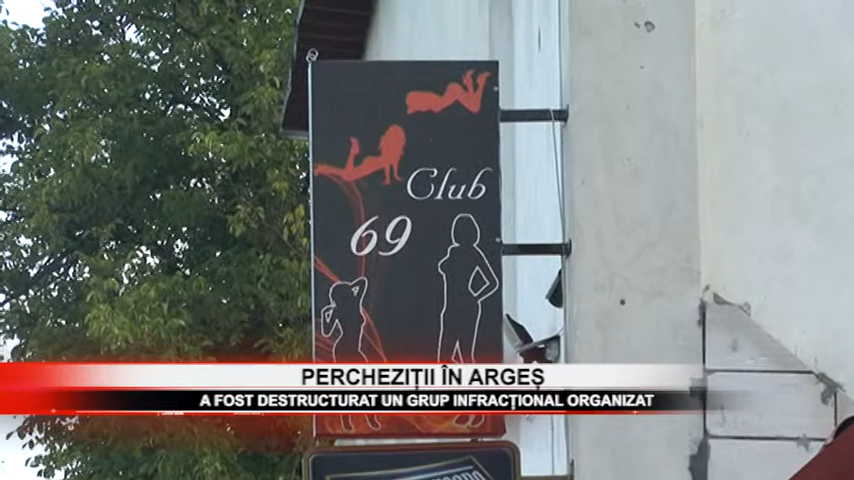 Club
69
PERCHEZIȚII ÎN ARGEȘ
A FOST DESTRUCTURAT UN GRUP INFRACȚIONAL ORGANIZAT